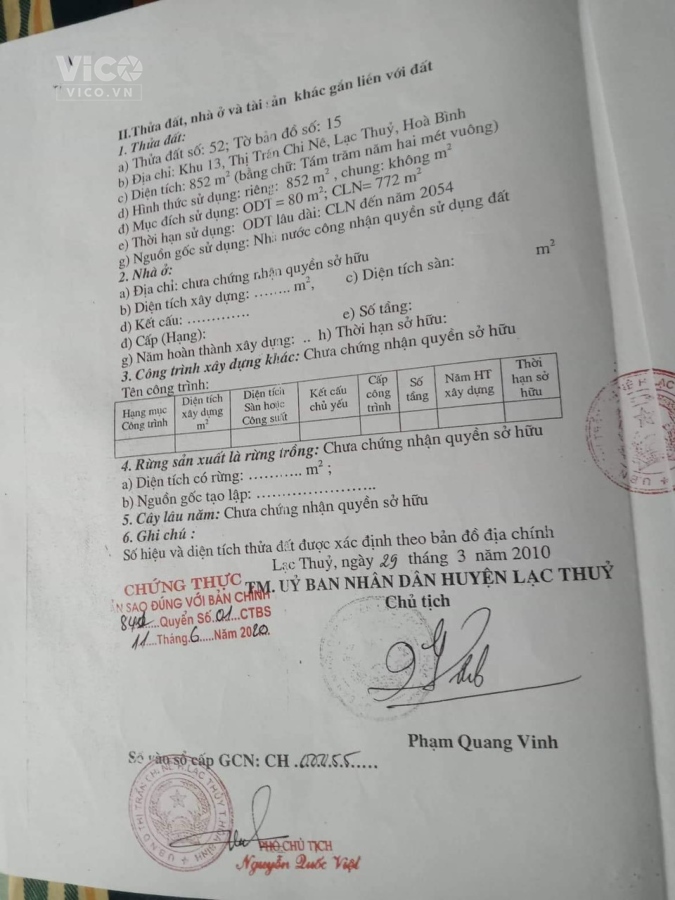 ViCO
VICO.VN
II.Thửa đất, nhà ở và tài sản khác gắn liền với đất
1. Thửa đất:
a) Thửa đất số: 52; Tờ bản đồ số: 15
b) Địa chỉ: Khu 13, Thị Trấn Chi Nê, Lạc Thuỷ, Hoà Bình
c) Diện tích: 852 m² (bằng chữ: Tám trăm năm hai mét vuông)
d) Hình thức sử dụng: riêng: 852 m², chung: không m²
đ) Mục đích sử dụng: ODT = 80 m²; CLN= 772 m²
e) Thời hạn sử dụng: ODT lâu dài: CLN đến năm 2054
g) Nguồn gốc sử dụng: Nhà nước công nhận quyền sử dụng đất
2. Nhà ở:
a) Địa chỉ: chưa chứng nhận quyền sở hữu
b) Diện tích xây dựng: ........ m², c) Diện tích sàn: m²
d) Kết cấu: .............
đ) Cấp (Hạng): e) Số tầng:
g) Năm hoàn thành xây dựng: .. h) Thời hạn sở hữu:
3. Công trình xây dựng khác: Chưa chứng nhận quyền sở hữu
Tên công trình:
Hạng mục Công trình Diện tích xây dựng m² Diện tích Sàn hoặc Công suất Kết cấu chủ yếu Cấp công trình Số tầng Năm HT xây dựng Thời hạn sở hữu
4. Rừng sản xuất là rừng trồng: Chưa chứng nhận quyền sở hữu
a) Diện tích có rừng: ........... m² ;
b) Nguồn gốc tạo lập: ......................
5. Cây lâu năm: Chưa chứng nhận quyền sở hữu
6. Ghi chú :
Số hiệu và diện tích thửa đất được xác định theo bản đồ địa chính
Lạc Thuỷ, ngày 29 tháng 3 năm 2010
TM. UỶ BAN NHÂN DÂN HUYỆN LẠC THUỶ
Chủ tịch
CHỨNG THỰC
SAO ĐÚNG VỚI BẢN CHÍNH
Quyển Số.01...CTBS
11...Tháng.6.....Năm 2020.
Phạm Quang Vinh
Số vào sổ cấp GCN: CH
U.B.N.D THỊ TRẤN CHI NÊ H. LẠC THỦY T. HÒA BÌNH
PHÓ CHỦ TỊCH
Nguyễn Quốc Việt